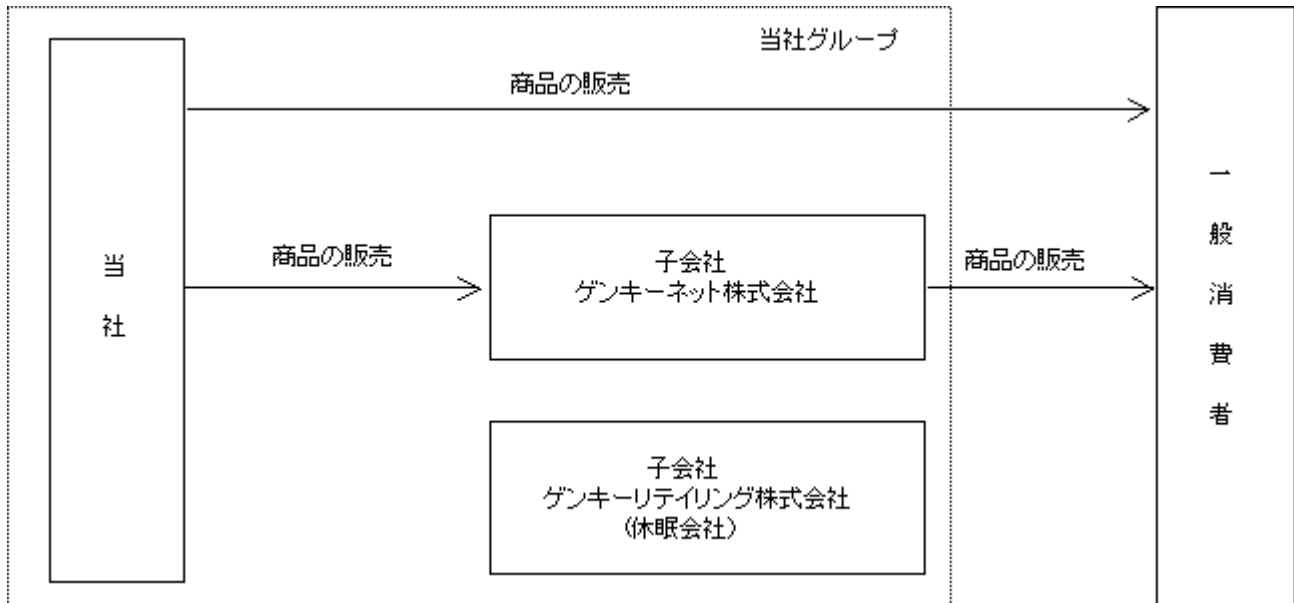 当社グループ
商品の販売
当社
商品の販売
子会社
ゲンキーネット株式会社
商品の販売
一般消費者
子会社
ゲンキーリテイリング株式会社
(休眠会社)